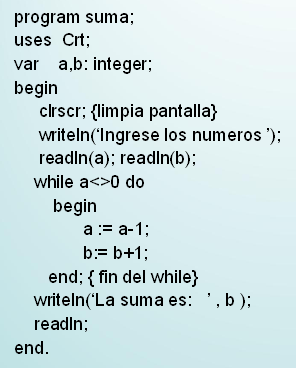 program suma;
uses Crt;
var a,b: integer;
begin
clrscr; {limpia pantalla}
writeln(‘Ingrese los numeros ’);
readln(a); readln(b);
while a<>0 do
begin
a := a-1;
b:= b+1;
end; { fin del while}
writeln(‘La suma es: ’ , b );
readln;
end.